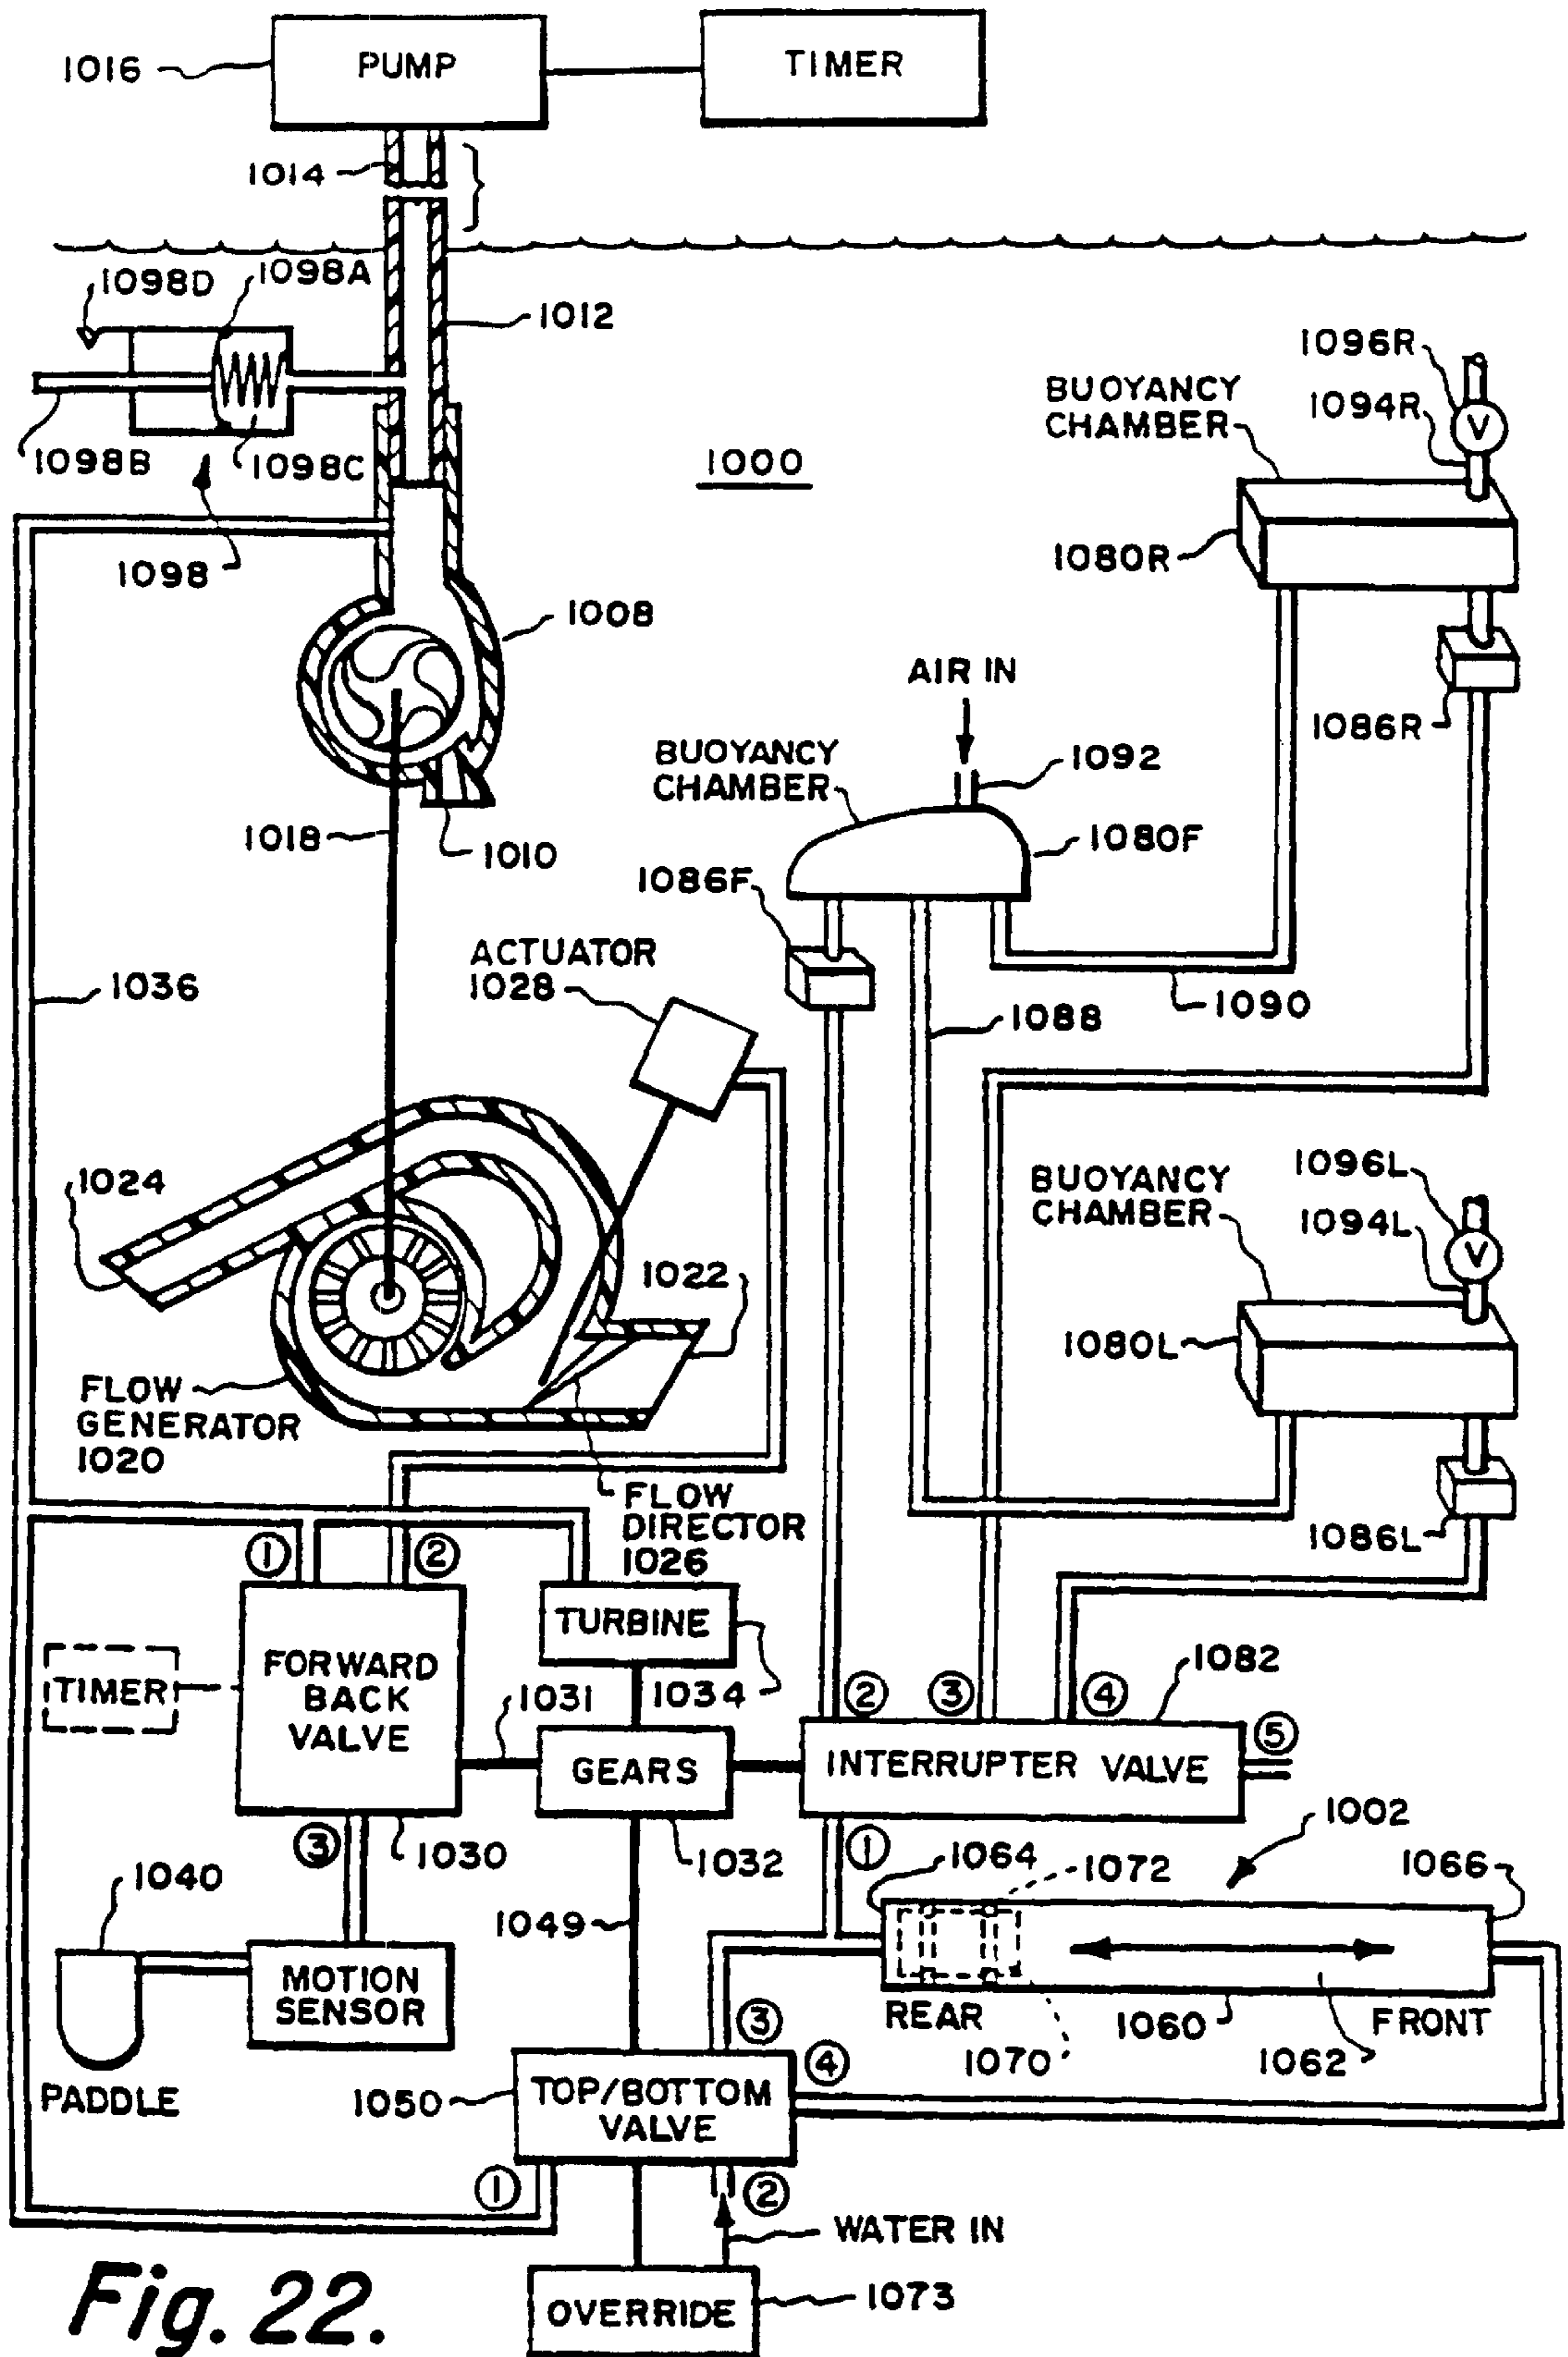 1016
PUMP
TIMER
1014
1098D
1098A
1012
1098B
1098C
1098
1000
1096R
BUOYANCY
CHAMBER
1094R
1080R
1086R
1008
AIR IN
BUOYANCY
CHAMBER
1092
1080F
1018
1010
1086F
ACTUATOR
1028
1036
1088
1090
1024
1022
BUOYANCY
CHAMBER
1096L
1094L
1080L
1086L
FLOW
GENERATOR
1020
FLOW
DIRECTOR
1026
1
2
TIMER
FORWARD
BACK
VALVE
TURBINE
1034
1031
GEARS
2
3
4
1082
5
INTERRUPTER VALVE
3
1030
1032
1
1064
1072
1002
1066
1040
MOTION
SENSOR
PADDLE
1049
REAR
1070
1060
1062
FRONT
3
4
1050
TOP/BOTTOM
VALVE
1
2
WATER IN
OVERRIDE
1073
Fig. 22.